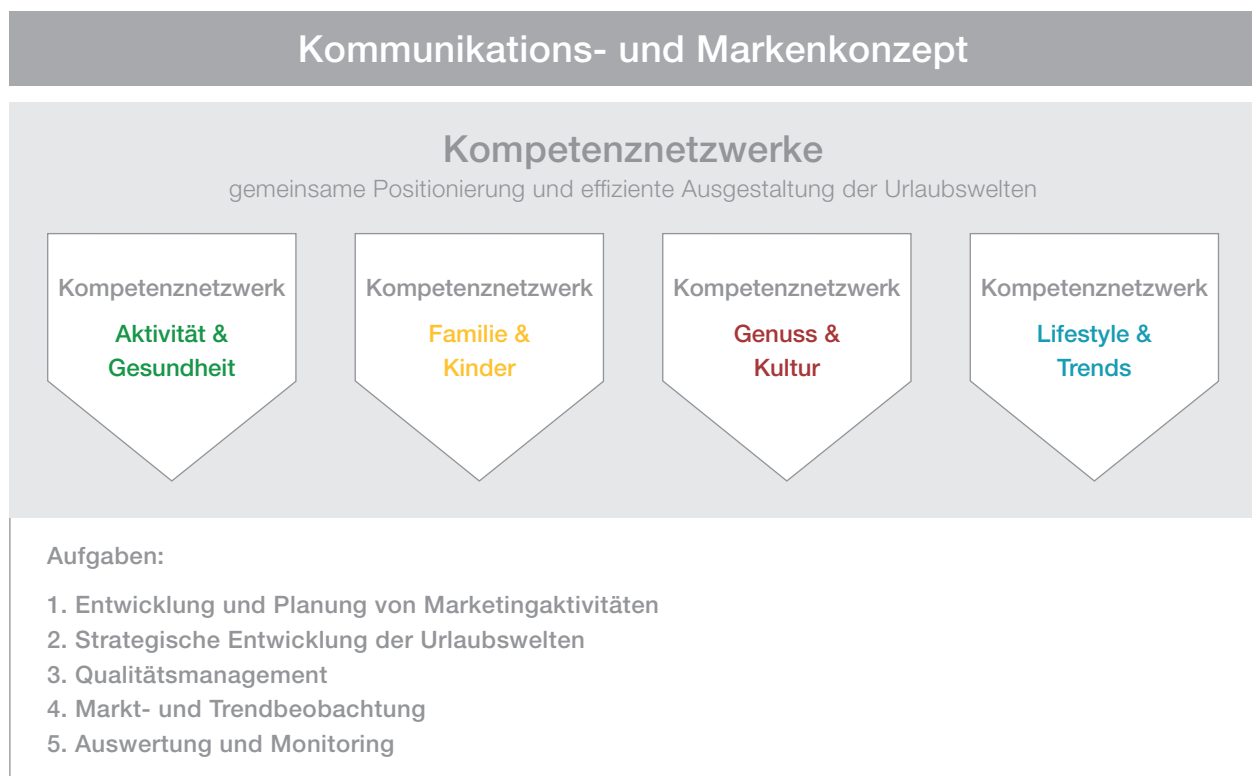 Kommunikations- und Markenkonzept
Kompetenznetzwerke
gemeinsame Positionierung und effiziente Ausgestaltung der Urlaubswelten
Kompetenznetzwerk
Aktivität &
Gesundheit
Kompetenznetzwerk
Familie &
Kinder
Kompetenznetzwerk
Genuss &
Kultur
Kompetenznetzwerk
Lifestyle &
Trends
Aufgaben:
1. Entwicklung und Planung von Marketingaktivitäten
2. Strategische Entwicklung der Urlaubswelten
3. Qualitätsmanagement
4. Markt- und Trendbeobachtung
5. Auswertung und Monitoring